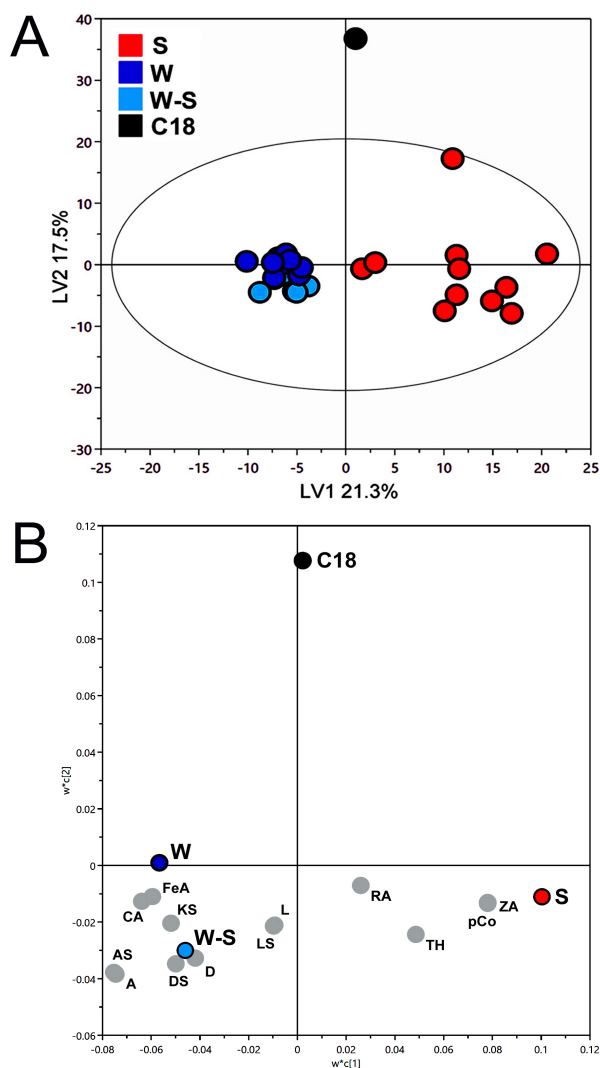 A
40
30
20
10
0
-10
-20
-30
LV2 17.5%
S
W
W-S
C18
-25 -20 -15 -10 -5 0 5 10 15 20 25
LV1 21.3%
B
0.12
0.1
0.08
0.06
0.04
0.02
0
-0.02
-0.04
-0.06
w*c[2]
C18
W
FeA
CA
KS
W-S
L
LS
AS
A
DS
D
RA
TH
pCo
ZA
S
-0.08 -0.06 -0.04 -0.02 0 0.02 0.04 0.06 0.08 0.1 0.12
w*c[1]